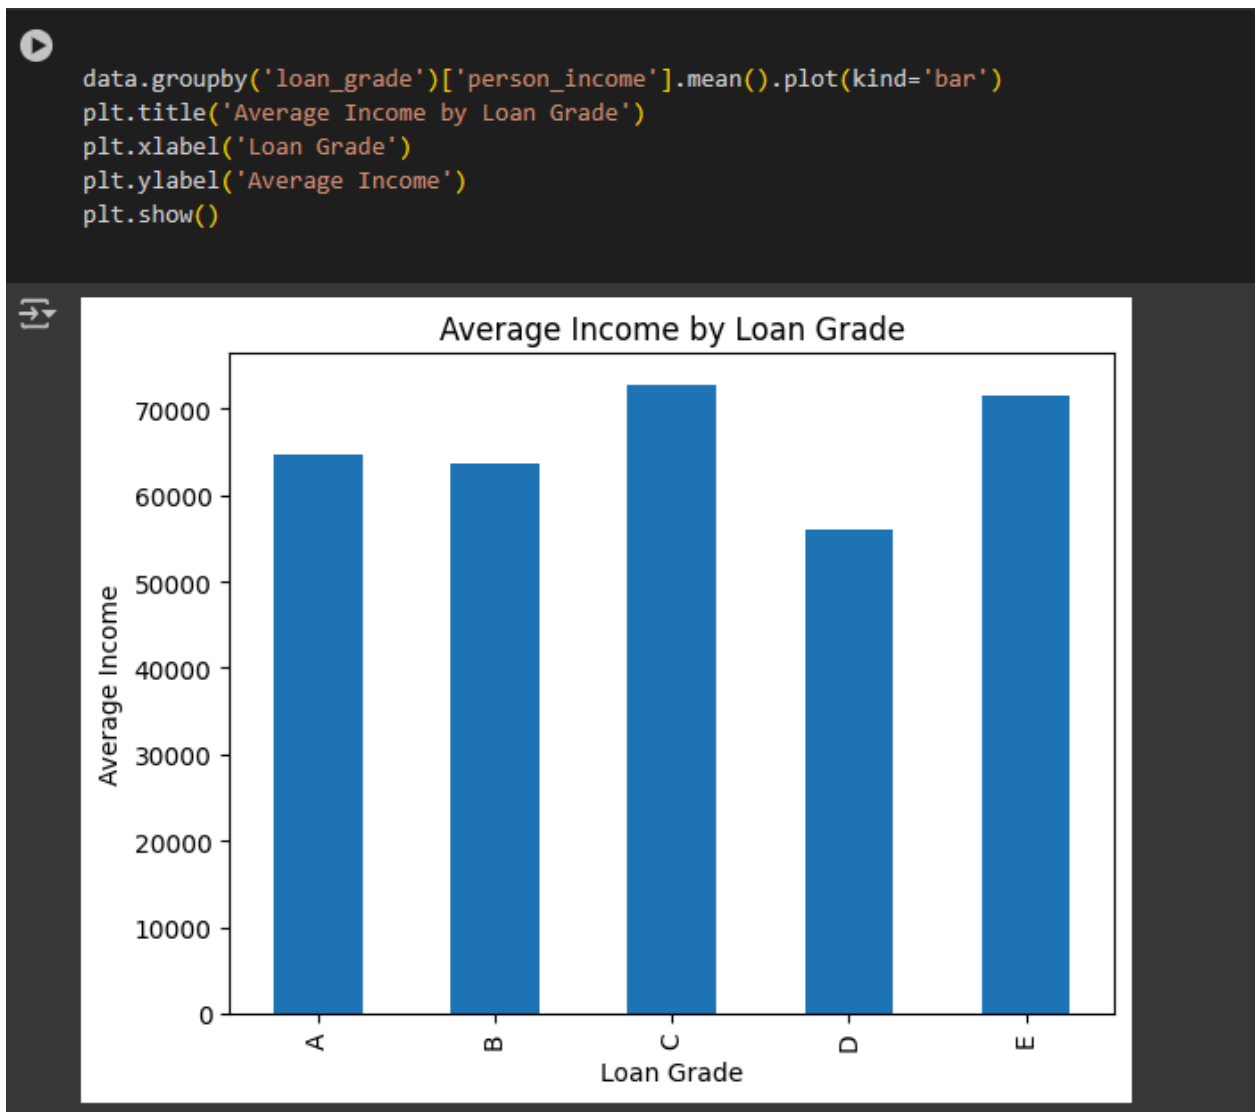 data.groupby('loan_grade')['person_income'].mean().plot(kind='bar')
plt.title('Average Income by Loan Grade')
plt.xlabel('Loan Grade')
plt.ylabel('Average Income')
plt.show()
Average Income by Loan Grade
Average Income
70000
60000
50000
40000
30000
20000
10000
0
A B C D E
Loan Grade